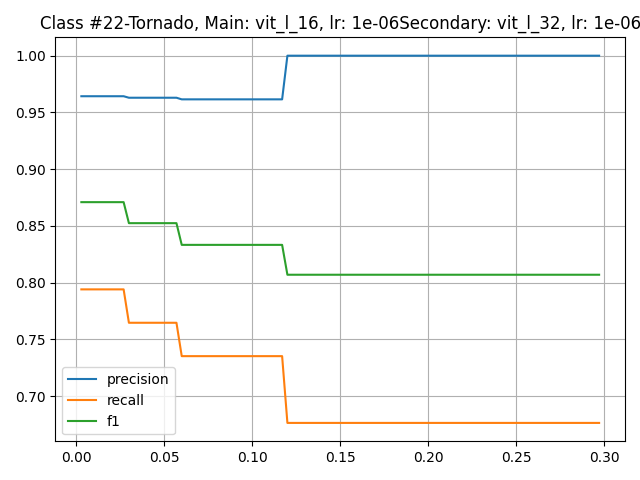 Class #22-Tornado, Main: vit_l_16, lr: 1e-06Secondary: vit_l_32, lr: 1e-06
1.00
0.95
0.90
0.85
0.80
0.75
0.70
precision
recall
f1
0.00 0.05 0.10 0.15 0.20 0.25 0.30